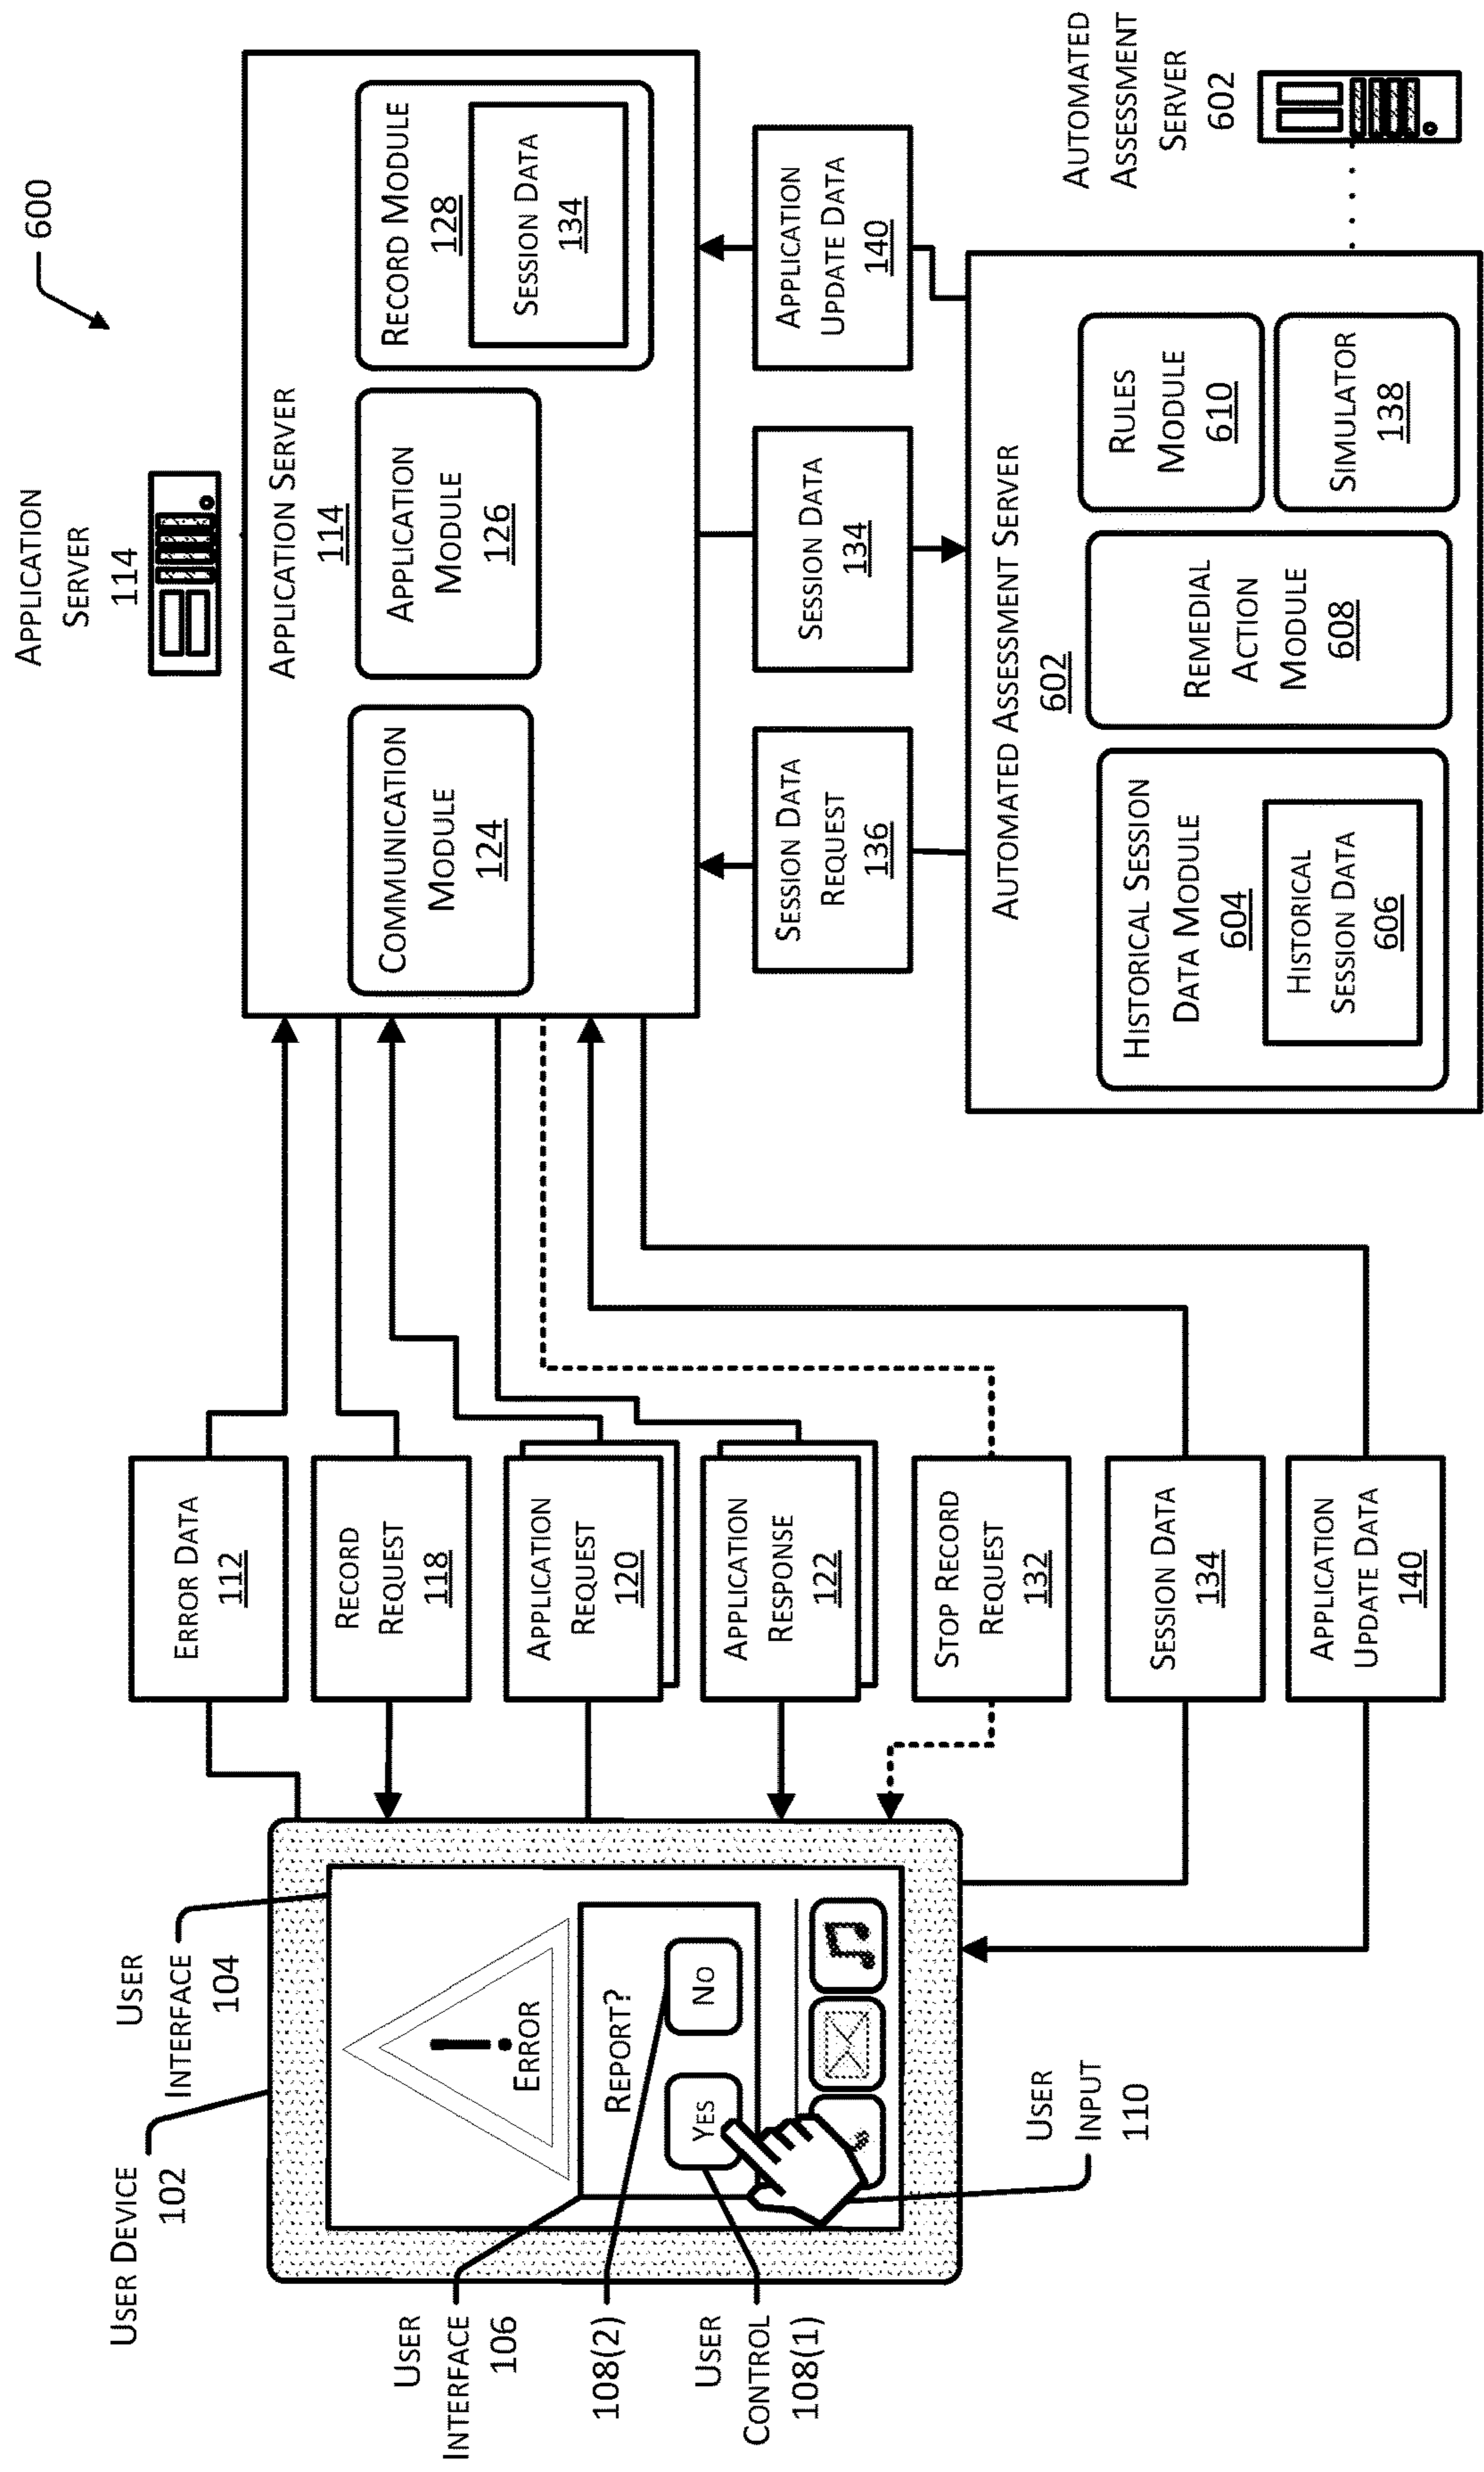 600
USER DEVICE
102
USER
INTERFACE
104
USER
INTERFACE
106
108(2)
USER
CONTROL
108(1)
USER
INPUT
110
ERROR
REPORT?
YES
NO
ERROR DATA
112
RECORD
REQUEST
118
APPLICATION
REQUEST
120
APPLICATION
RESPONSE
122
STOP RECORD
REQUEST
132
SESSION DATA
134
APPLICATION
UPDATE DATA
140
APPLICATION
SERVER
114
APPLICATION SERVER
114
COMMUNICATION
MODULE
124
APPLICATION
MODULE
126
RECORD MODULE
128
SESSION DATA
134
SESSION DATA
REQUEST
136
SESSION DATA
134
APPLICATION
UPDATE DATA
140
AUTOMATED ASSESSMENT SERVER
602
HISTORICAL SESSION
DATA MODULE
604
HISTORICAL
SESSION DATA
606
REMEDIAL
ACTION
MODULE
608
RULES
MODULE
610
SIMULATOR
138
AUTOMATED
ASSESSMENT
SERVER
602